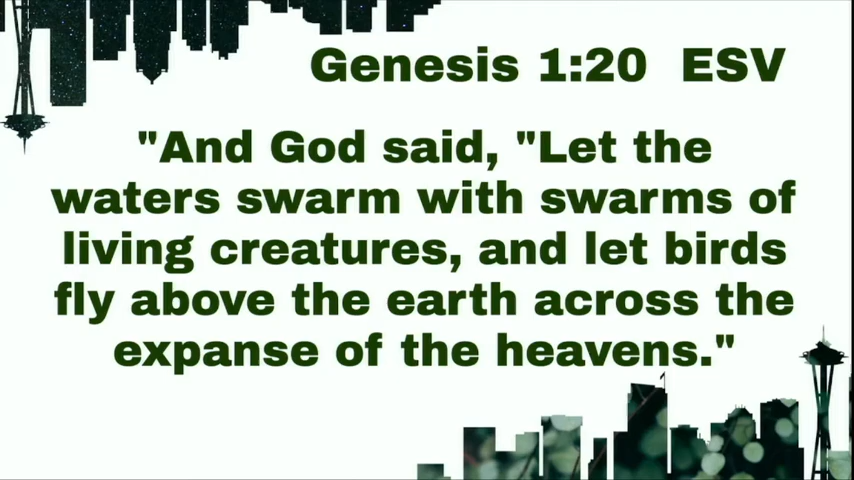 Genesis 1:20 ESV
"And God said, "Let the
waters swarm with swarms of
living creatures, and let birds
fly above the earth across the
expanse of the heavens."